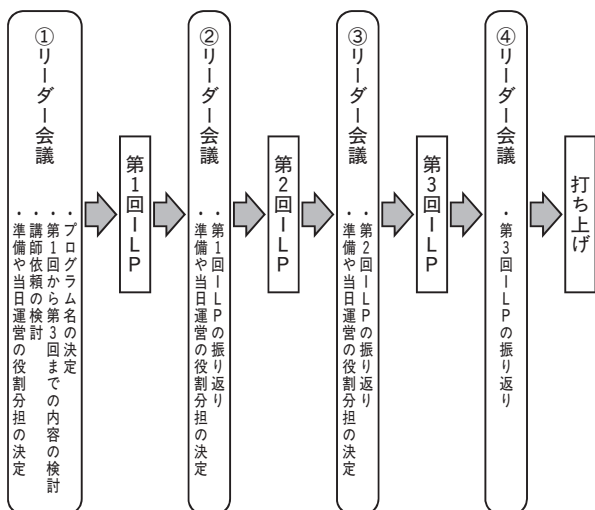 ①リーダー会議
・プログラム名の決定
・第1回から第3回までの内容の検討
・講師依頼の検討
・準備や当日運営の役割分担の決定
第1回ILP
②リーダー会議
・第1回ILPの振り返り
・準備や当日運営の役割分担の決定
第2回ILP
③リーダー会議
・第2回ILPの振り返り
・準備や当日運営の役割分担の決定
第3回ILP
④リーダー会議
・第3回ILPの振り返り
打ち上げ